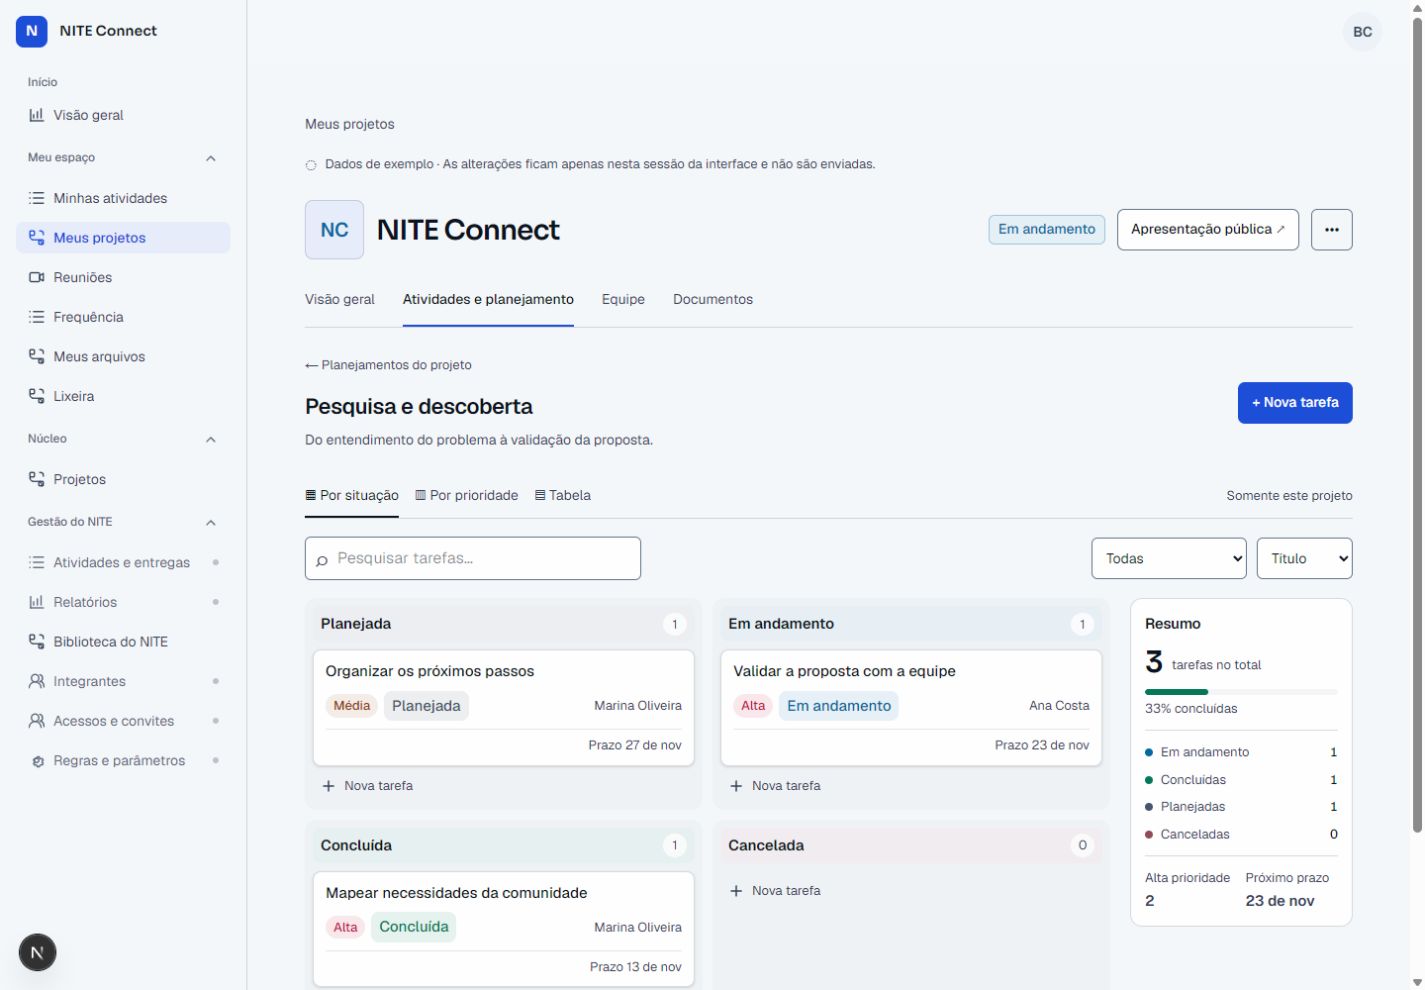 N NITE Connect
BC
Início
Visão geral
Meu espaço
Minhas atividades
Meus projetos
Reuniões
Frequência
Meus arquivos
Lixeira
Núcleo
Projetos
Gestão do NITE
Atividades e entregas
Relatórios
Biblioteca do NITE
Integrantes
Acessos e convites
Regras e parâmetros
N
Meus projetos
Dados de exemplo · As alterações ficam apenas nesta sessão da interface e não são enviadas.
NC NITE Connect
Em andamento
Apresentação pública ↗
•••
Visão geral
Atividades e planejamento
Equipe
Documentos
← Planejamentos do projeto
Pesquisa e descoberta
+ Nova tarefa
Do entendimento do problema à validação da proposta.
Por situação
Por prioridade
Tabela
Somente este projeto
Pesquisar tarefas...
Todas
Título
Planejada 1
Organizar os próximos passos
Média Planejada Marina Oliveira
Prazo 27 de nov
+ Nova tarefa
Em andamento 1
Validar a proposta com a equipe
Alta Em andamento Ana Costa
Prazo 23 de nov
+ Nova tarefa
Concluída 1
Mapear necessidades da comunidade
Alta Concluída Marina Oliveira
Prazo 13 de nov
Cancelada 0
+ Nova tarefa
Resumo
3 tarefas no total
33% concluídas
Em andamento 1
Concluídas 1
Planejadas 1
Canceladas 0
Alta prioridade Próximo prazo
2 23 de nov